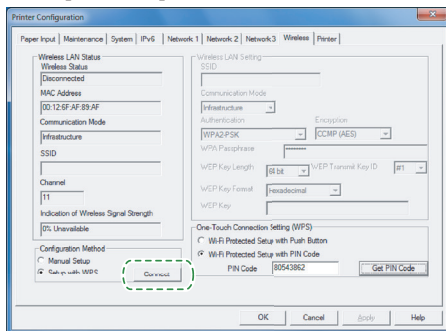 Printer Configuration
Paper Input Maintenance System IPv6 Network 1 Network 2 Network3 Wireless Printer
Wireless LAN Status
Wireless Status
Disconnected
MAC Address
00:12:6F:AF:89:AF
Communication Mode
Infrastructure
SSID
Channel
11
Indication of Wireless Signal Strength
0% Unavailable
Configuration Method
Manual Setup
Setup with WPS
Connect
Wireless LAN Setting
SSID
Communication Mode
Infrastructure
Authentication Encryption
WPA2-PSK CCMP (AES)
WPA Passphrase ********
WEP Key Length 64 bit WEP Transmit Key ID #1
WEP Key Format Hexadecimal
WEP Key
One-Touch Connection Setting (WPS)
Wi-Fi Protected Setup with Push Button
Wi-Fi Protected Setup with PIN Code
PIN Code 80543862 Get PIN Code
OK Cancel Apply Help